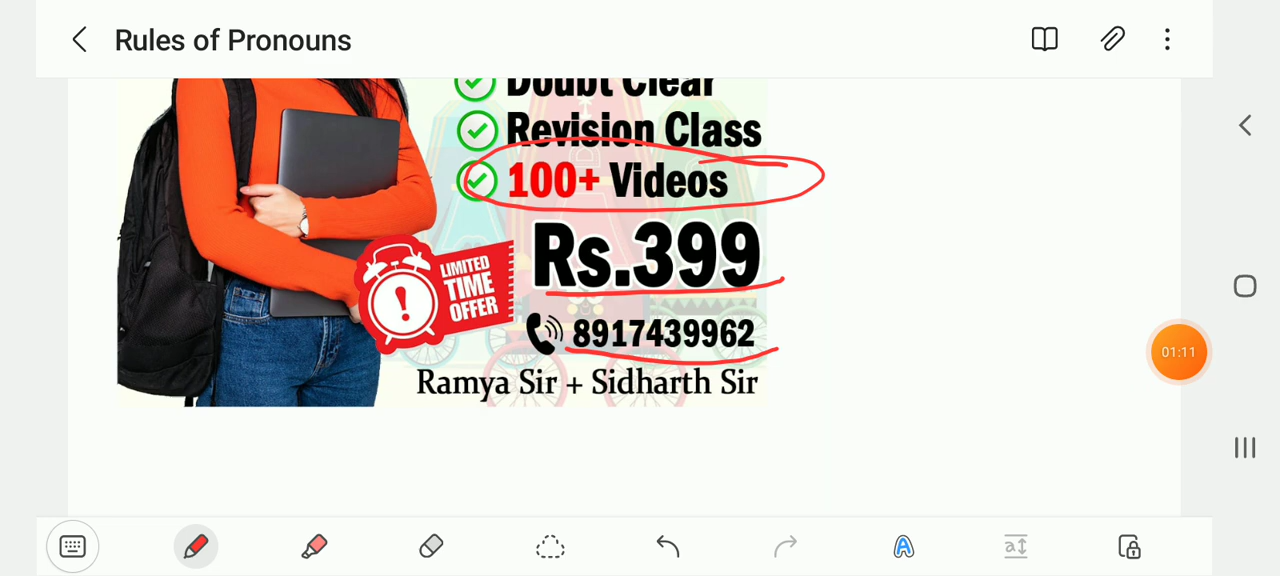 Rules of Pronouns
Doubt Clear
Revision Class
100+ Videos
Rs.399
LIMITED
TIME
OFFER
8917439962
Ramya Sir + Sidharth Sir
01:11